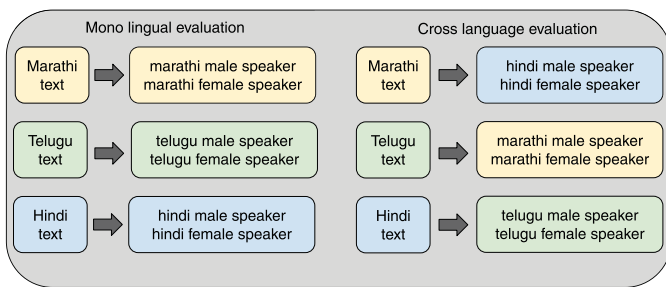 Mono lingual evaluation
Marathi
text
marathi male speaker
marathi female speaker
Telugu
text
telugu male speaker
telugu female speaker
Hindi
text
hindi male speaker
hindi female speaker
Cross language evaluation
Marathi
text
hindi male speaker
hindi female speaker
Telugu
text
marathi male speaker
marathi female speaker
Hindi
text
telugu male speaker
telugu female speaker